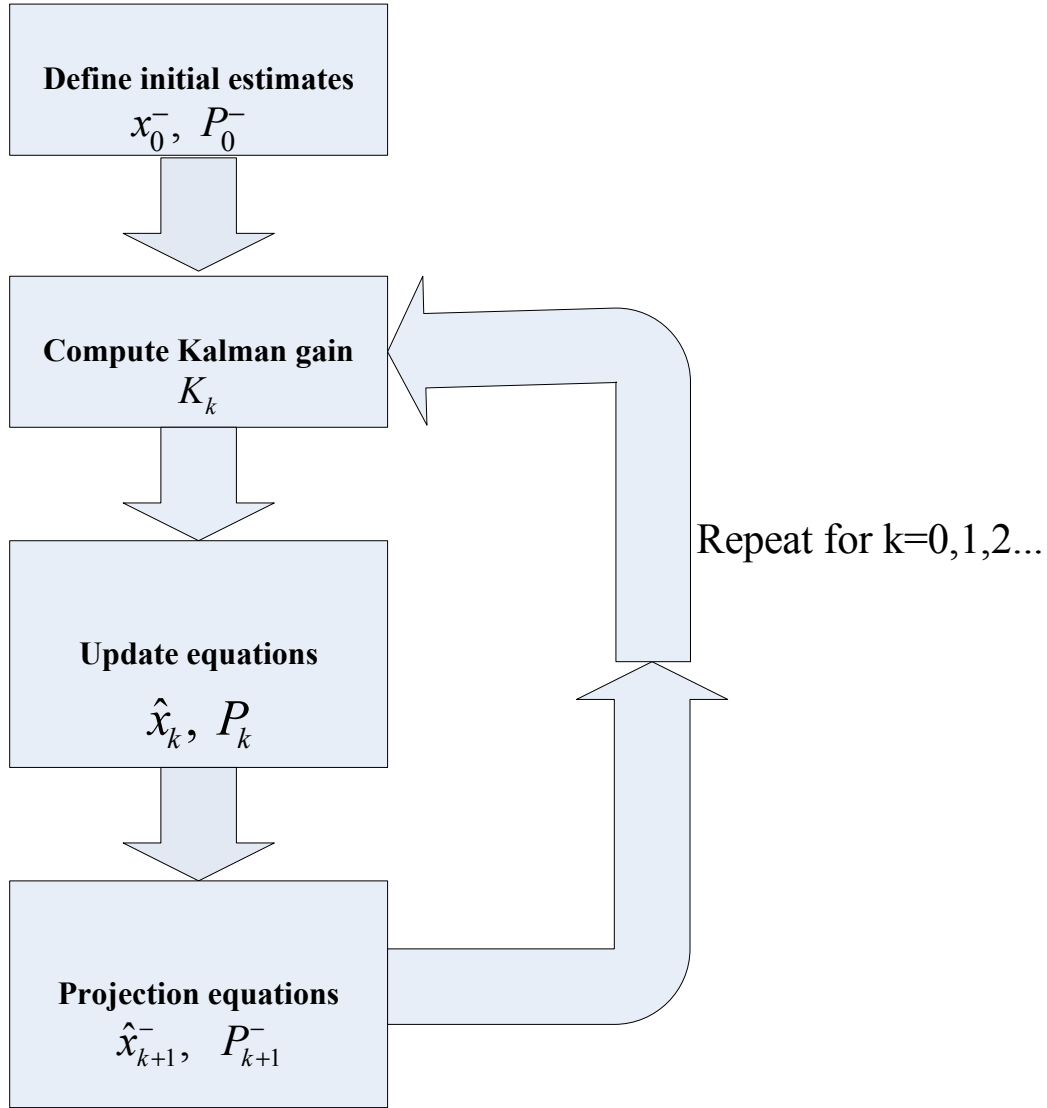 Define initial estimates
x₀⁻, P₀⁻
Compute Kalman gain
Kₖ
Repeat for k=0,1,2...
Update equations
x̂ₖ, Pₖ
Projection equations
x̂ₖ₊₁⁻, Pₖ₊₁⁻